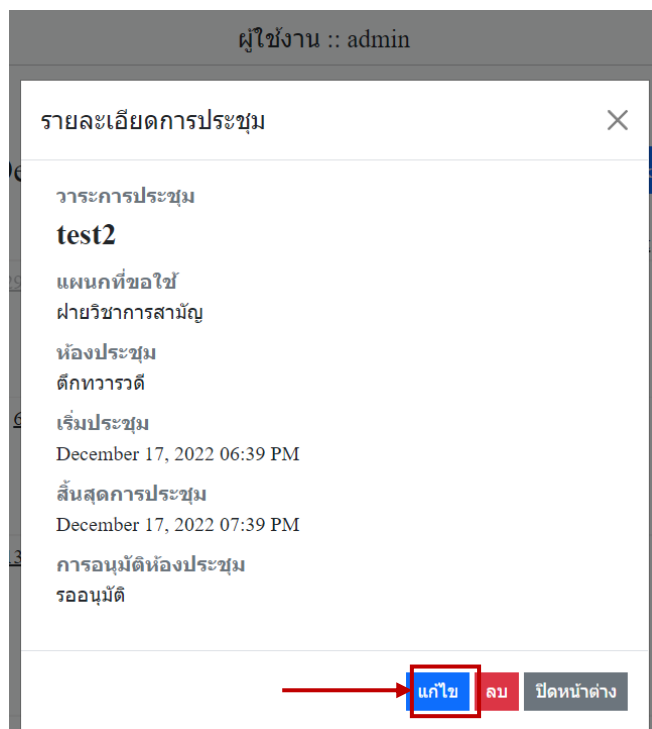 ผู้ใช้งาน :: admin
รายละเอียดการประชุม
วาระการประชุม
test2
แผนกที่ขอใช้
ฝ่ายวิชาการสามัญ
ห้องประชุม
ตึกทวารวดี
เริ่มประชุม
December 17, 2022 06:39 PM
สิ้นสุดการประชุม
December 17, 2022 07:39 PM
การอนุมัติห้องประชุม
รออนุมัติ
แก้ไข ลบ ปิดหน้าต่าง